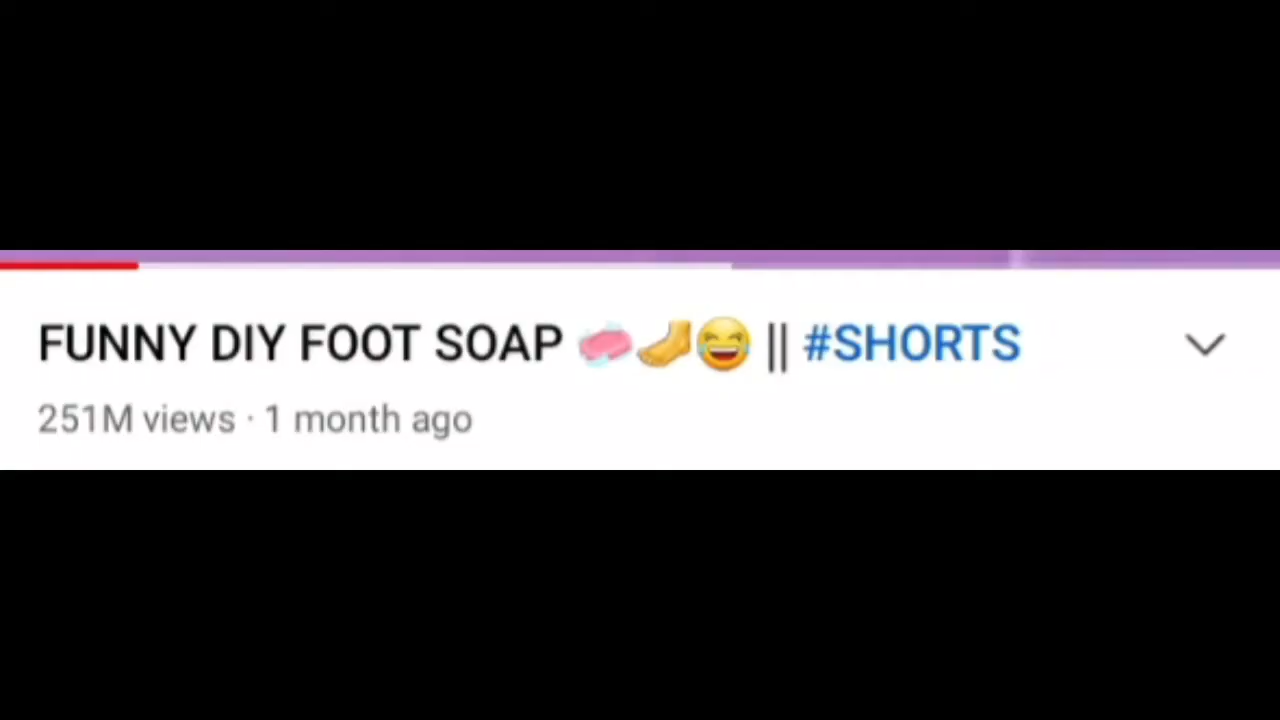 FUNNY DIY FOOT SOAP 🧼🦶😂 || #SHORTS
251M views · 1 month ago